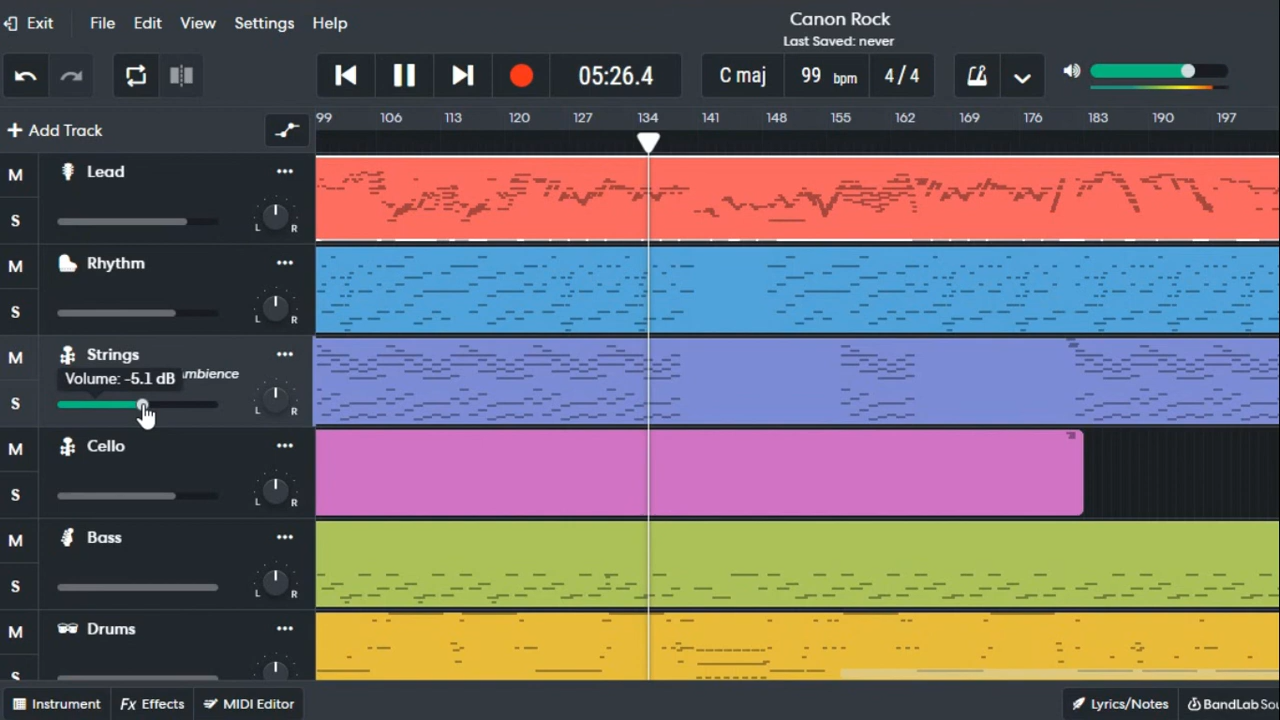 Exit File Edit View Settings Help
Canon Rock
Last Saved: never
05:26.4 C maj 99 bpm 4/4
+ Add Track
99 106 113 120 127 134 141 148 155 162 169 176 183 190 197
M Lead
S L R
M Rhythm
S L R
M Strings
Volume: -5.1 dB mbience
S L R
M Cello
S L R
M Bass
S L R
M Drums
S
Instrument Fx Effects MIDI Editor Lyrics/Notes BandLab Sou